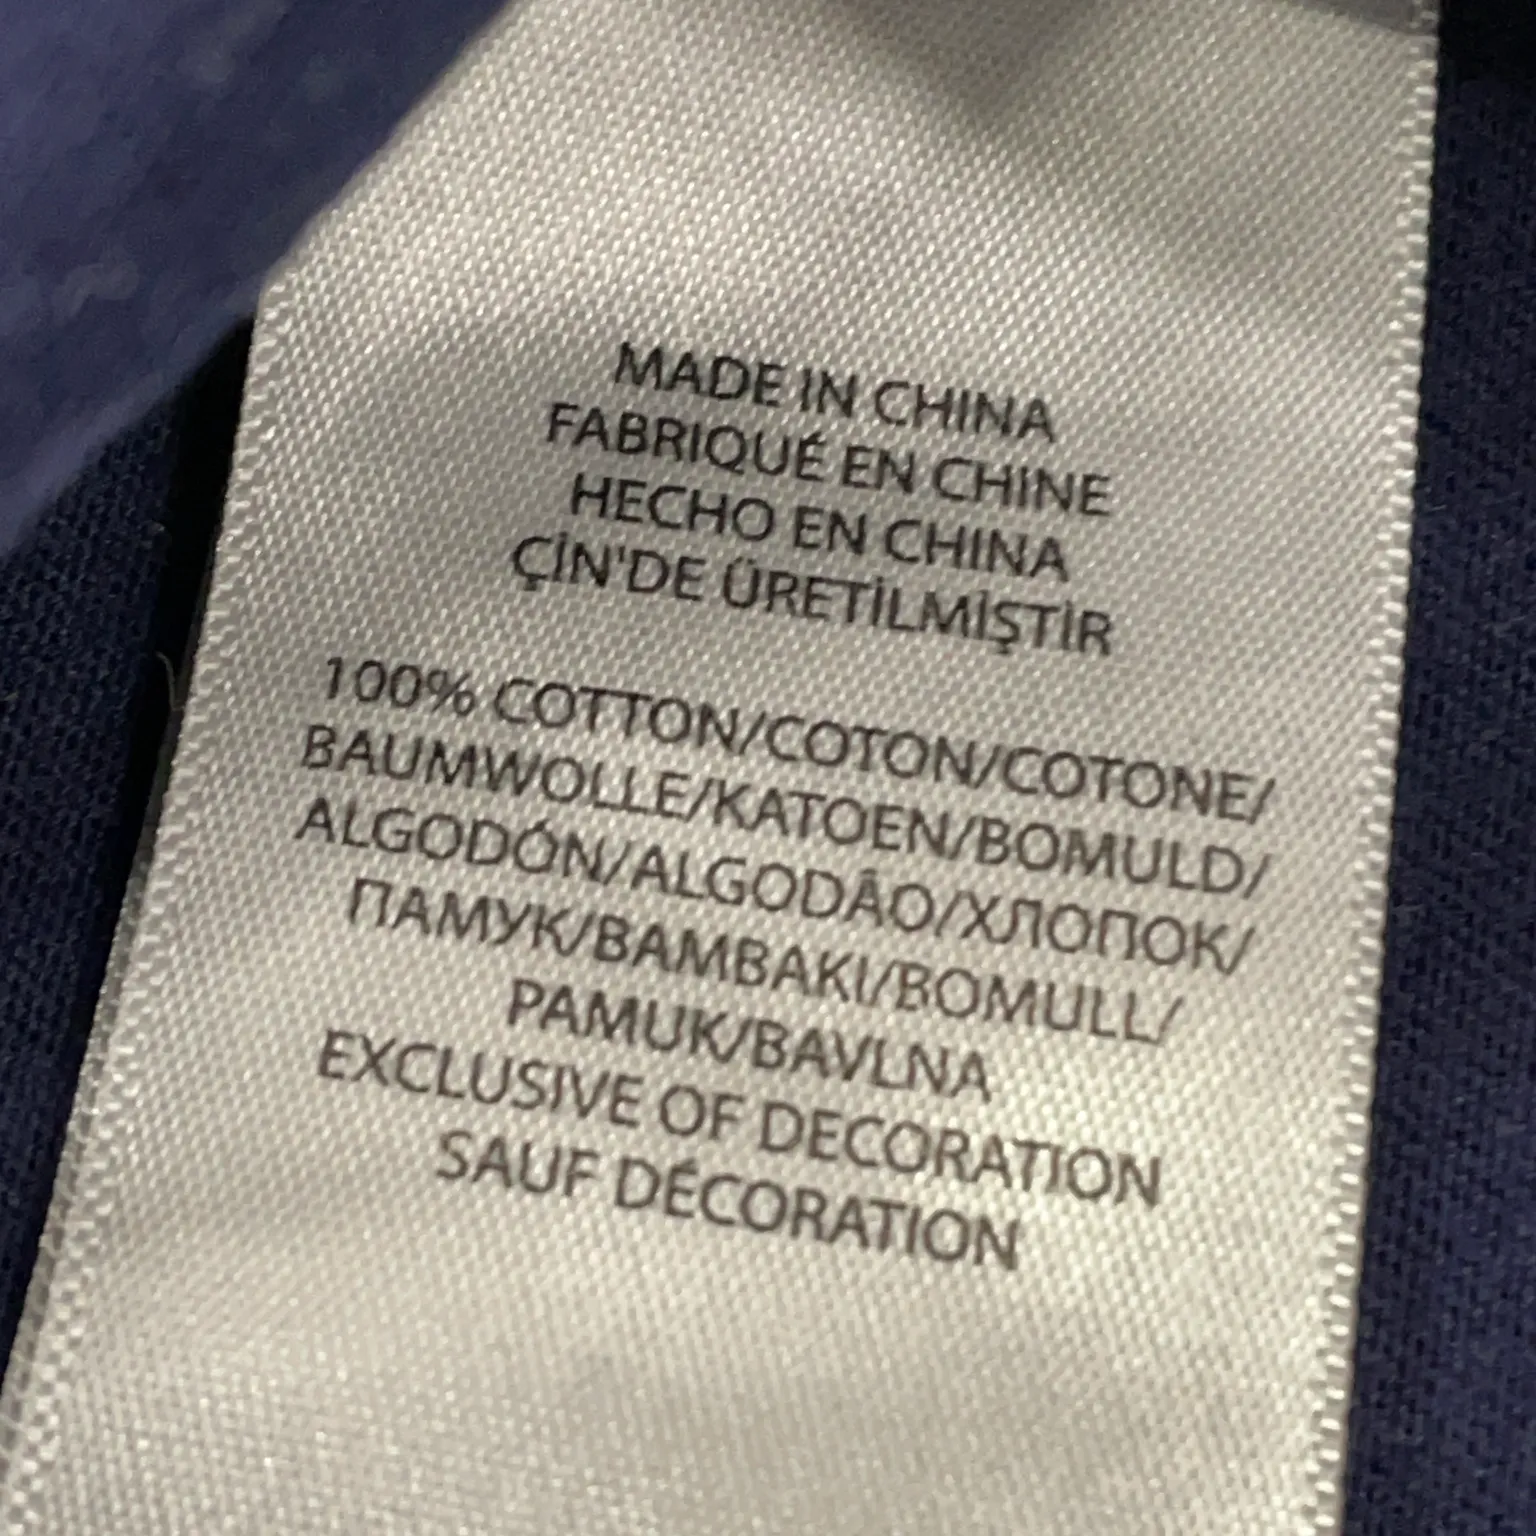 MADE IN CHINA
FABRIQUÉ EN CHINE
HECHO EN CHINA
ÇİN'DE ÜRETİLMİŞTİR
100% COTTON/COTON/COTONE/
BAUMWOLLE/KATOEN/BOMULD/
ALGODÓN/ALGODÃO/ХЛОПОК/
ПАМУК/BAMBAKI/BOMULL/
PAMUK/BAVLNA
EXCLUSIVE OF DECORATION
SAUF DÉCORATION